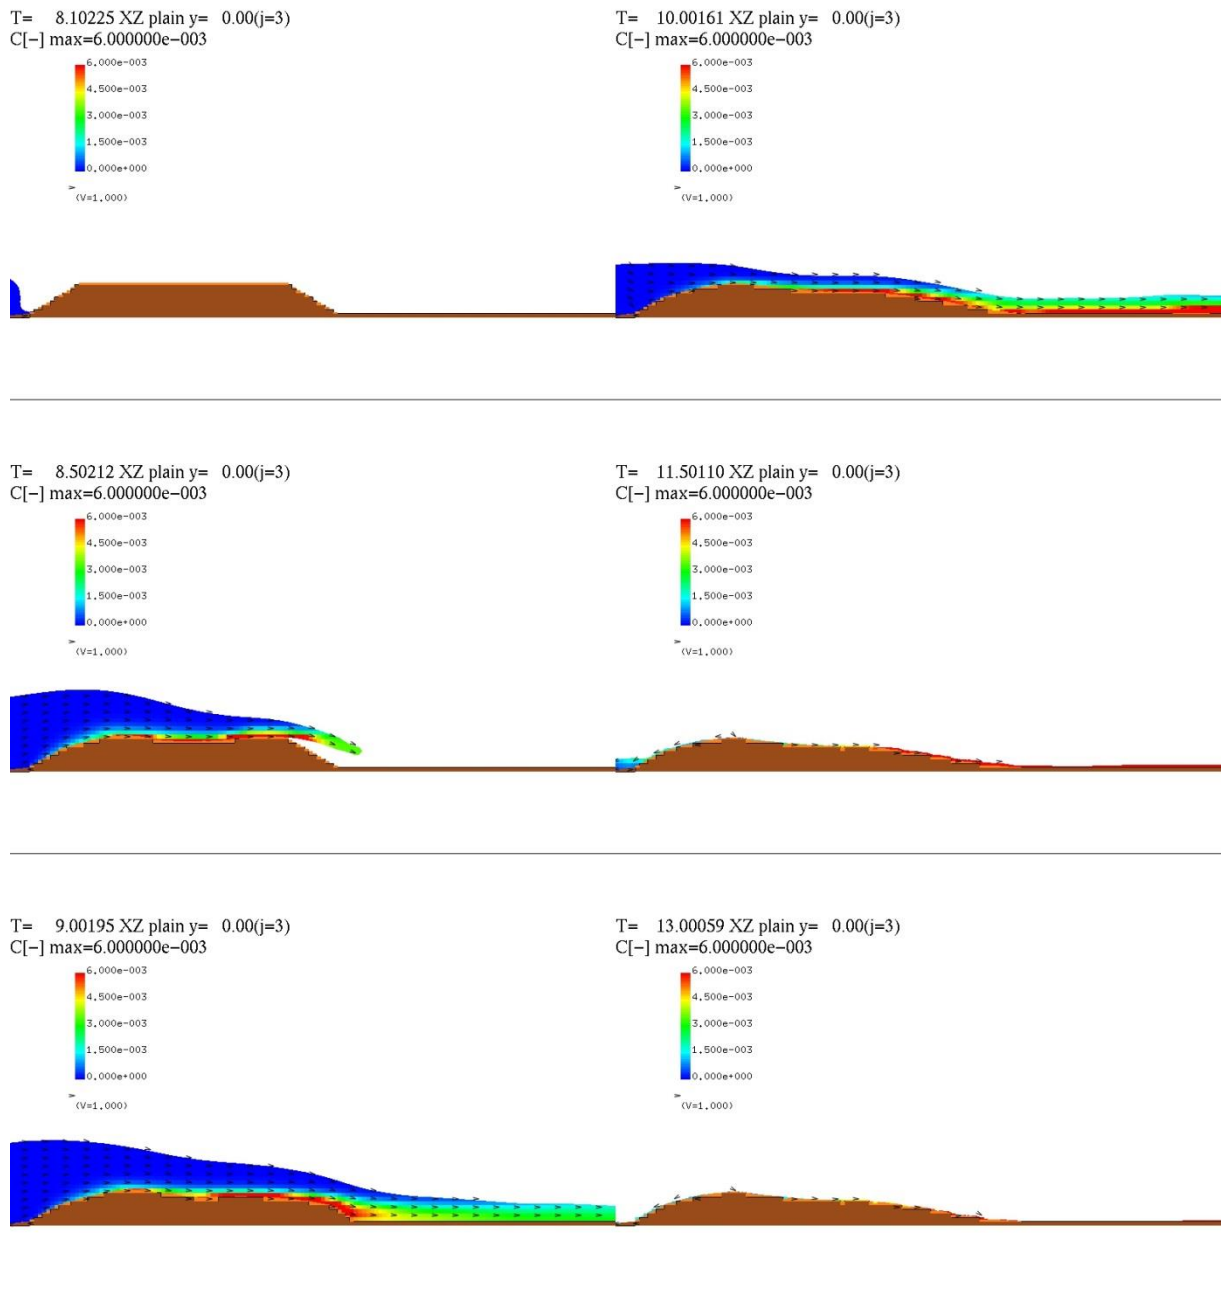 T= 8.10225 XZ plain y= 0.00(j=3)
C[−] max=6.000000e−003
6.000e-003
4.500e-003
3.000e-003
1.500e-003
0.000e+000
(V=1.000)
T= 8.50212 XZ plain y= 0.00(j=3)
C[−] max=6.000000e−003
6.000e-003
4.500e-003
3.000e-003
1.500e-003
0.000e+000
(V=1.000)
T= 9.00195 XZ plain y= 0.00(j=3)
C[−] max=6.000000e−003
6.000e-003
4.500e-003
3.000e-003
1.500e-003
0.000e+000
(V=1.000)
T= 10.00161 XZ plain y= 0.00(j=3)
C[−] max=6.000000e−003
6.000e-003
4.500e-003
3.000e-003
1.500e-003
0.000e+000
(V=1.000)
T= 11.50110 XZ plain y= 0.00(j=3)
C[−] max=6.000000e−003
6.000e-003
4.500e-003
3.000e-003
1.500e-003
0.000e+000
(V=1.000)
T= 13.00059 XZ plain y= 0.00(j=3)
C[−] max=6.000000e−003
6.000e-003
4.500e-003
3.000e-003
1.500e-003
0.000e+000
(V=1.000)